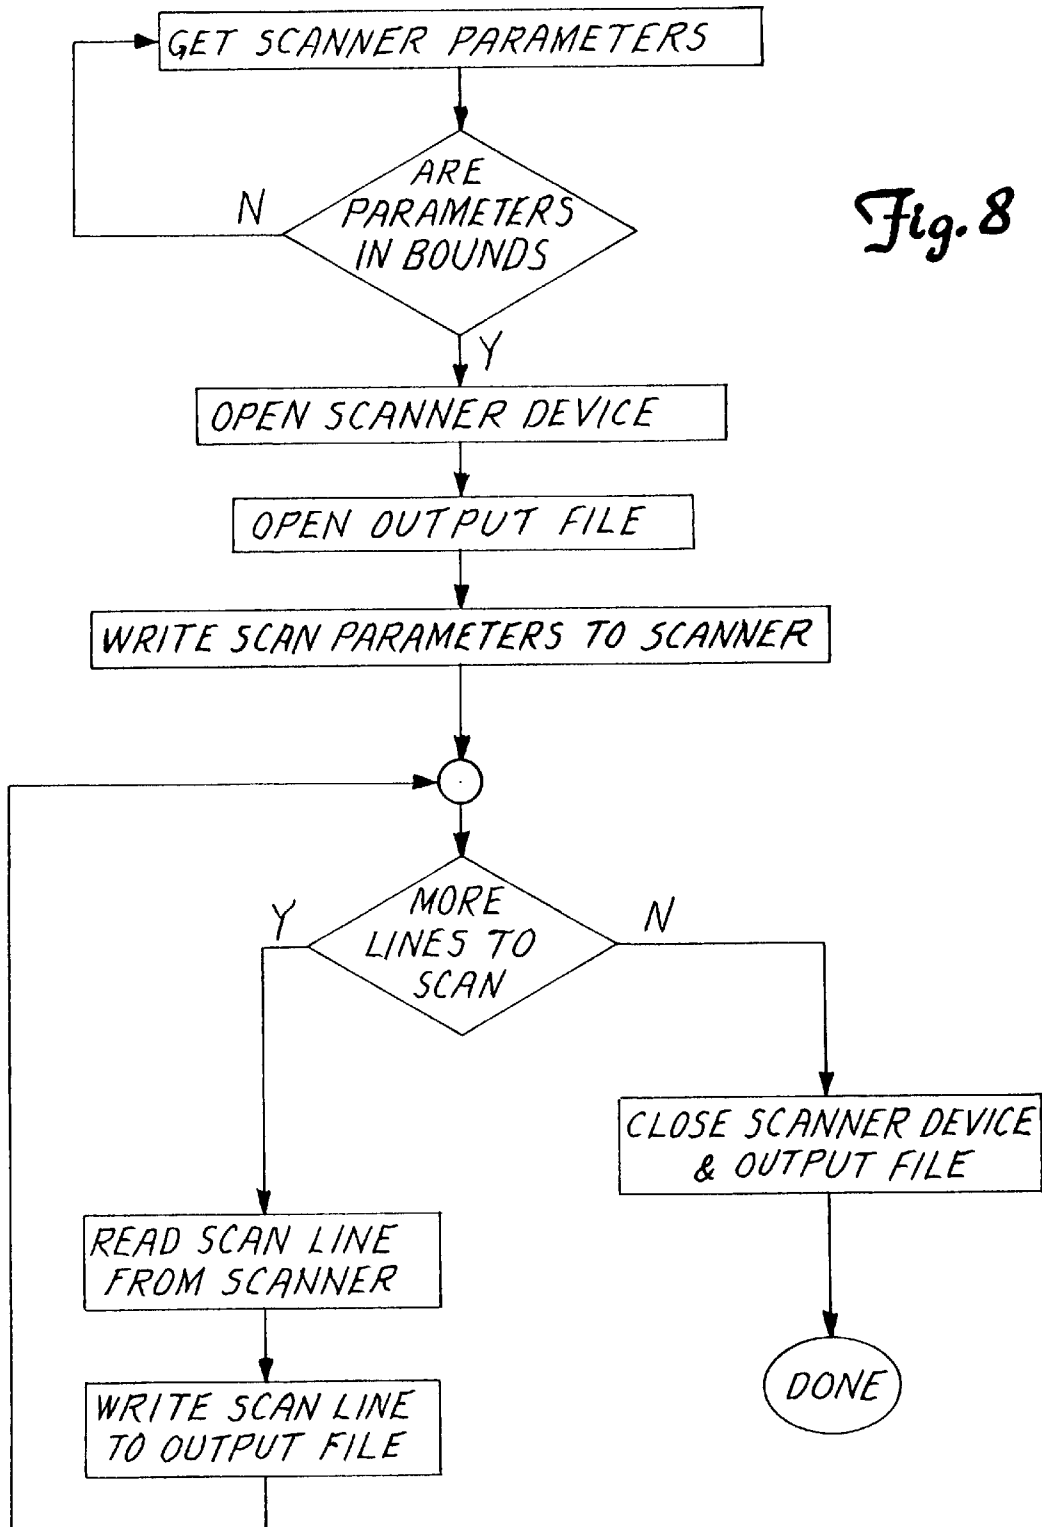 GET SCANNER PARAMETERS
ARE
PARAMETERS
IN BOUNDS
N
Fig. 8
Y
OPEN SCANNER DEVICE
OPEN OUTPUT FILE
WRITE SCAN PARAMETERS TO SCANNER
MORE
LINES TO
SCAN
Y
N
CLOSE SCANNER DEVICE
& OUTPUT FILE
READ SCAN LINE
FROM SCANNER
WRITE SCAN LINE
TO OUTPUT FILE
DONE